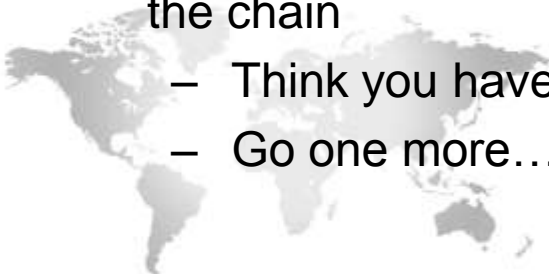 the chain
– Think you have
– Go one more…